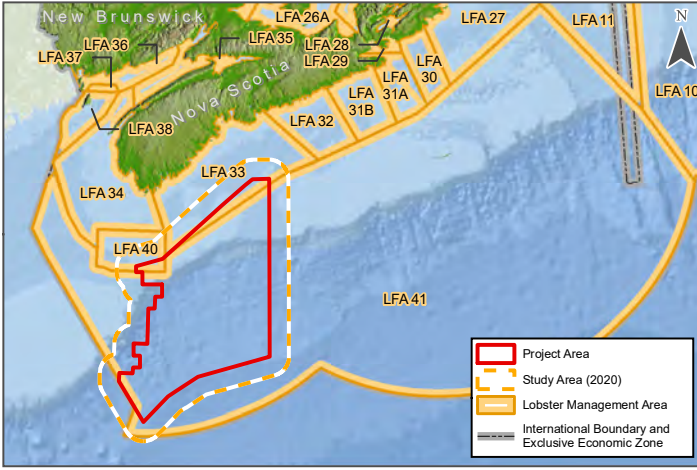 New Brunswick
LFA 26A
LFA 27
LFA 11
N
LFA 36
LFA 35
LFA 28
LFA 37
LFA 29
LFA
30
LFA
31A
LFA
31B
LFA 10
Nova Scotia
LFA 32
LFA 38
LFA 33
LFA 34
LFA 40
LFA 41
Project Area
Study Area (2020)
Lobster Management Area
International Boundary and
Exclusive Economic Zone